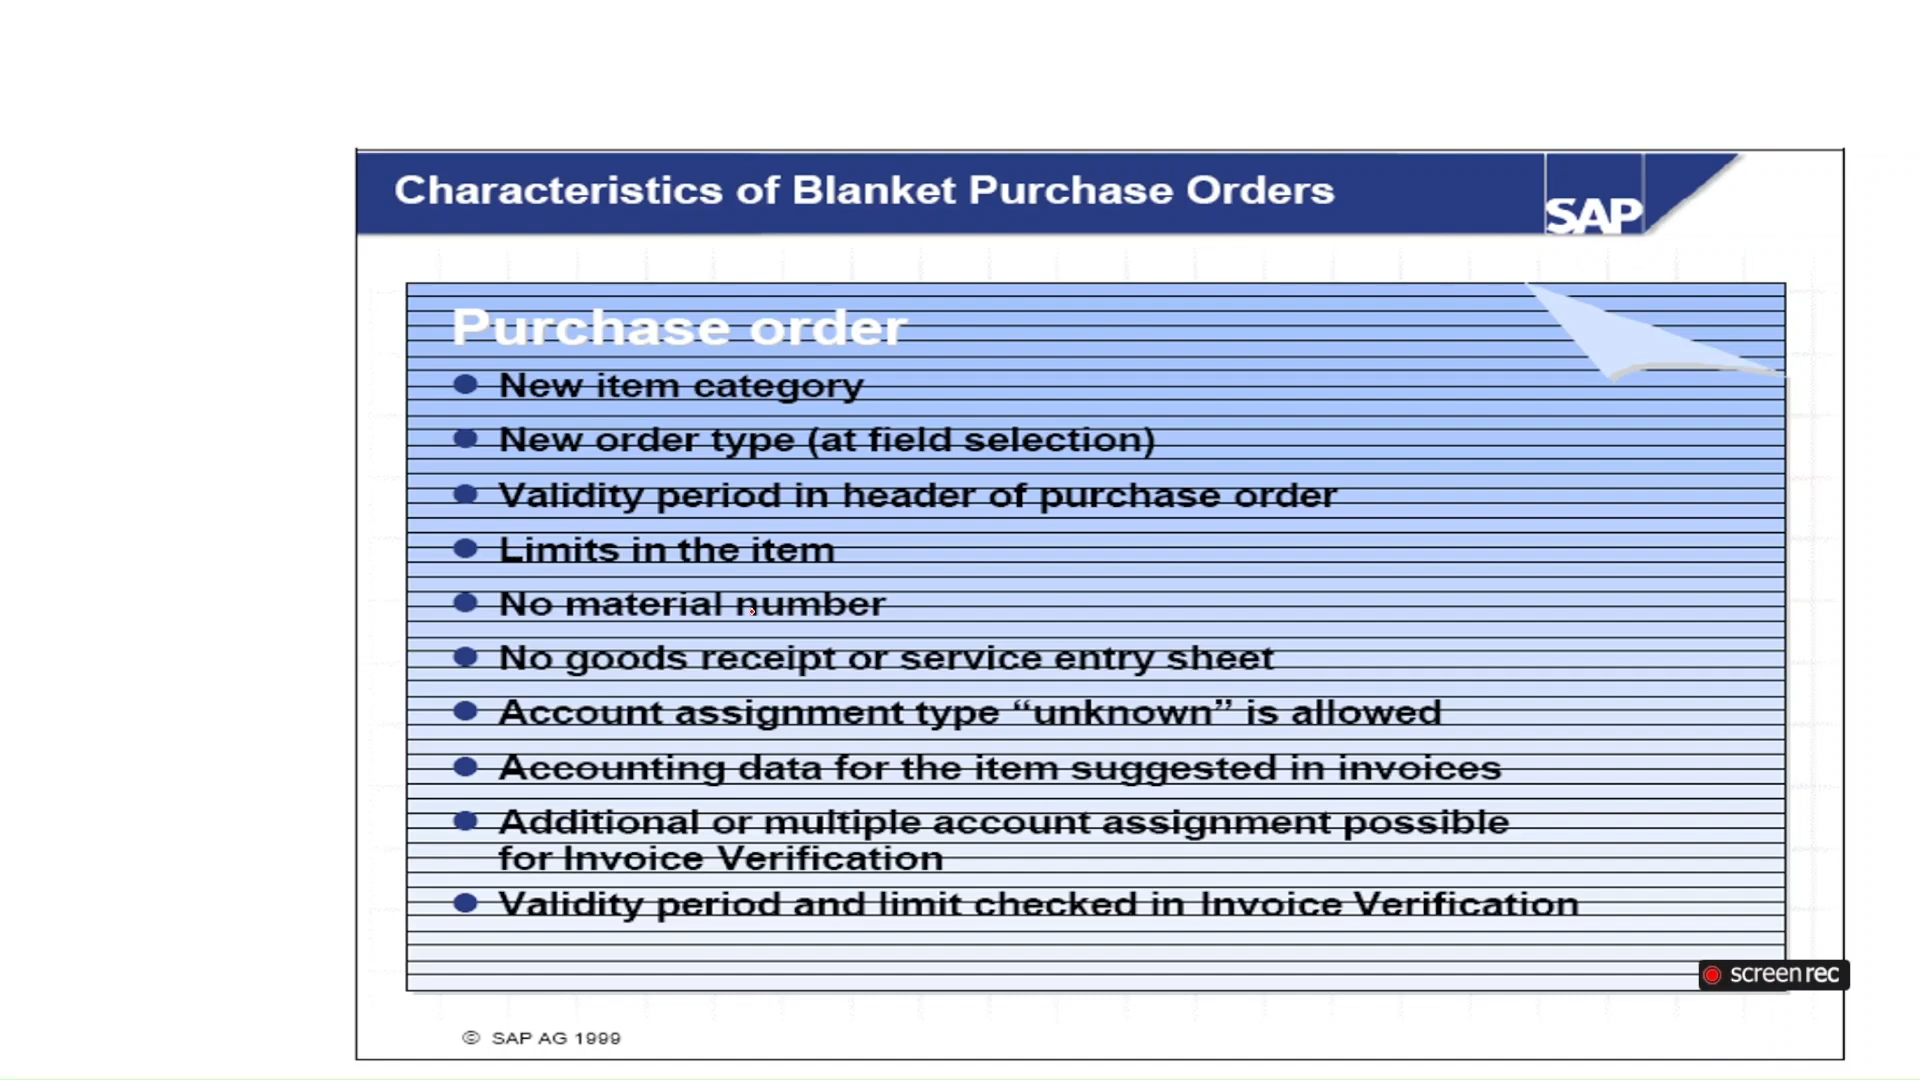 Characteristics of Blanket Purchase Orders
SAP
Purchase order
New item category
New order type (at field selection)
Validity period in header of purchase order
Limits in the item
No material number
No goods receipt or service entry sheet
Account assignment type “unknown” is allowed
Accounting data for the item suggested in invoices
Additional or multiple account assignment possible
for Invoice Verification
Validity period and limit checked in Invoice Verification
screenrec
© SAP AG 1999